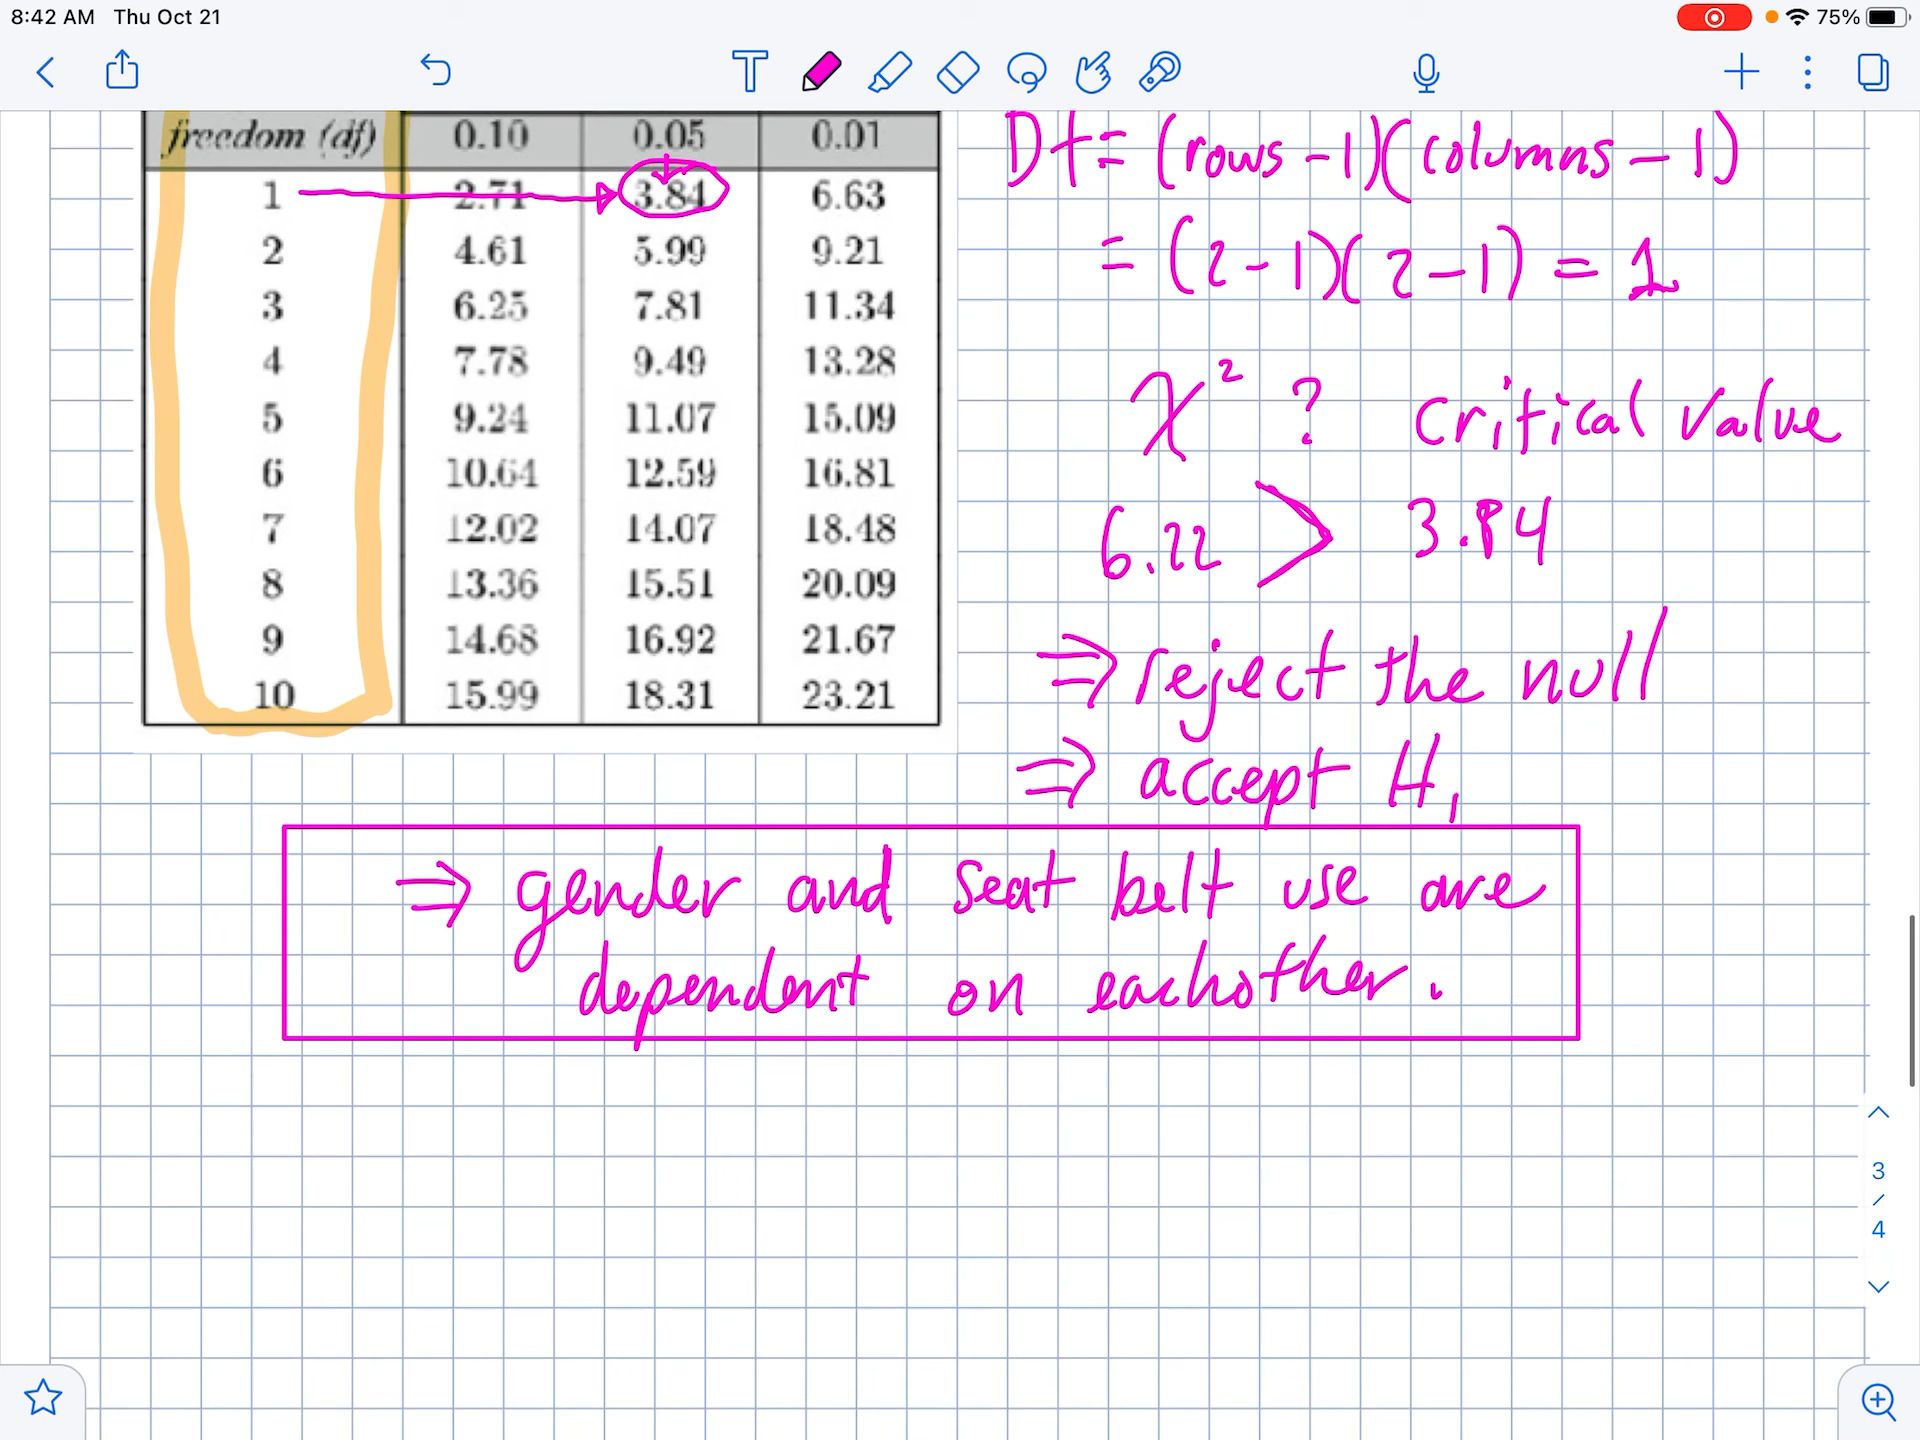 8:42 AM Thu Oct 21
75%
freedom (df) 0.10 0.05 0.01
1 2.71 3.84 6.63
2 4.61 5.99 9.21
3 6.25 7.81 11.34
4 7.78 9.49 13.28
5 9.24 11.07 15.09
6 10.64 12.59 16.81
7 12.02 14.07 18.48
8 13.36 15.51 20.09
9 14.68 16.92 21.67
10 15.99 18.31 23.21
Df = (rows - 1)(columns - 1)
= (2-1)(2-1) = 1
χ² ? critical value
6.22 > 3.84
⇒ reject the null
⇒ accept H₁
⇒ gender and seat belt use are
dependent on eachother.
3
/
4